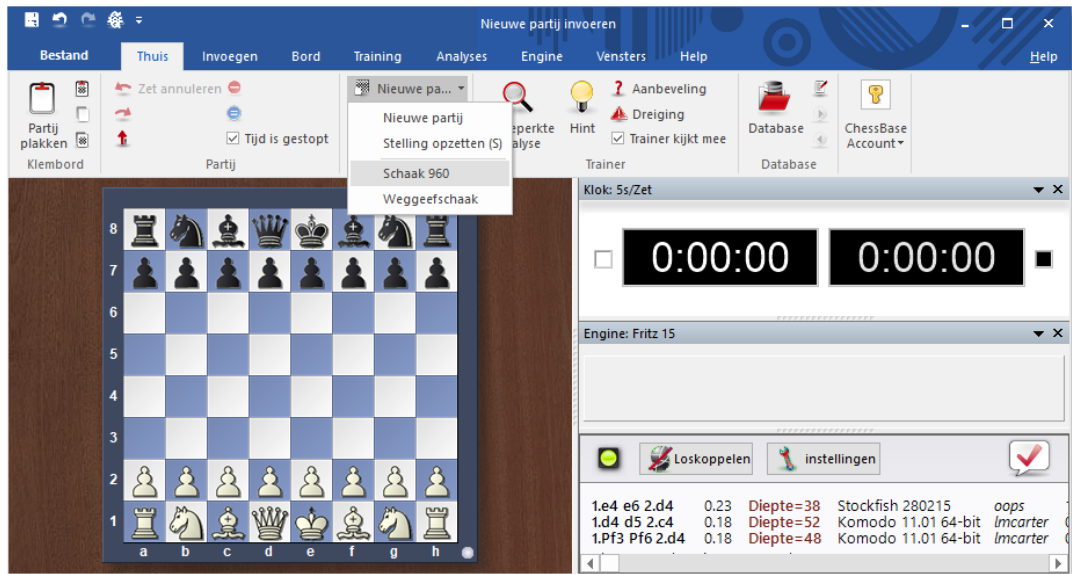 Nieuwe partij invoeren
Bestand Thuis Invoegen Bord Training Analyses Engine Vensters Help Help
Partij plakken
Klembord
Zet annuleren
Tijd is gestopt
Partij
Nieuwe pa...
Nieuwe partij
Stelling opzetten (S)
Schaak 960
Weggeefschaak
Hint
Aanbeveling
Dreiging
Trainer kijkt mee
Trainer
Database
Database
ChessBase
Account
Klok: 5s/Zet
0:00:00 0:00:00
Engine: Fritz 15
Loskoppelen instellingen
1.e4 e6 2.d4 0.23 Diepte=38 Stockfish 280215 oops
1.d4 d5 2.c4 0.18 Diepte=52 Komodo 11.01 64-bit lmcarter
1.Pf3 Pf6 2.d4 0.18 Diepte=48 Komodo 11.01 64-bit lmcarter
8
7
6
5
4
3
2
1
a b c d e f g h